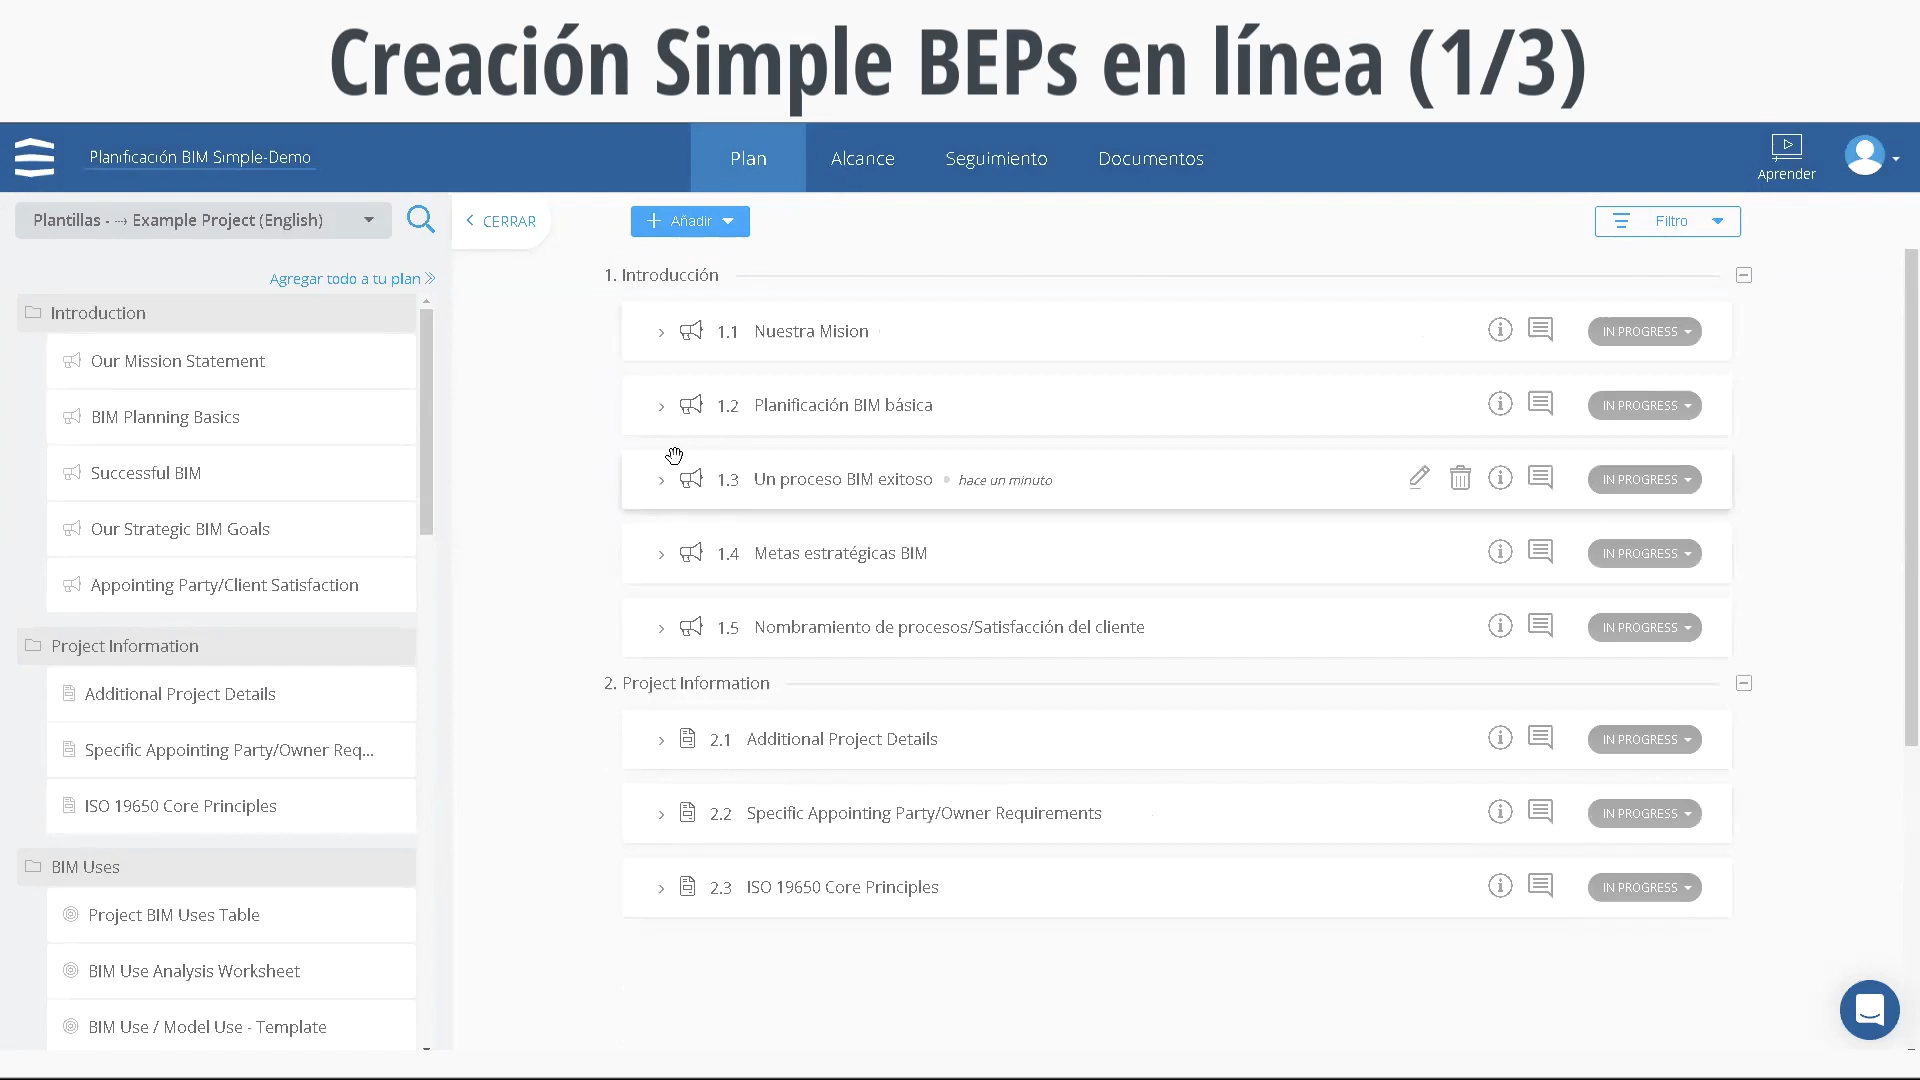 Creación Simple BEPs en línea (1/3)
Planificación BIM Simple-Demo
Plan
Alcance
Seguimiento
Documentos
Aprender
Plantillas - → Example Project (English)
CERRAR
Añadir
Filtro
Agregar todo a tu plan
Introduction
Our Mission Statement
BIM Planning Basics
Successful BIM
Our Strategic BIM Goals
Appointing Party/Client Satisfaction
Project Information
Additional Project Details
Specific Appointing Party/Owner Req...
ISO 19650 Core Principles
BIM Uses
Project BIM Uses Table
BIM Use Analysis Worksheet
BIM Use / Model Use - Template
1. Introducción
1.1 Nuestra Mision IN PROGRESS
1.2 Planificación BIM básica IN PROGRESS
1.3 Un proceso BIM exitoso • hace un minuto IN PROGRESS
1.4 Metas estratégicas BIM IN PROGRESS
1.5 Nombramiento de procesos/Satisfacción del cliente IN PROGRESS
2. Project Information
2.1 Additional Project Details IN PROGRESS
2.2 Specific Appointing Party/Owner Requirements IN PROGRESS
2.3 ISO 19650 Core Principles IN PROGRESS